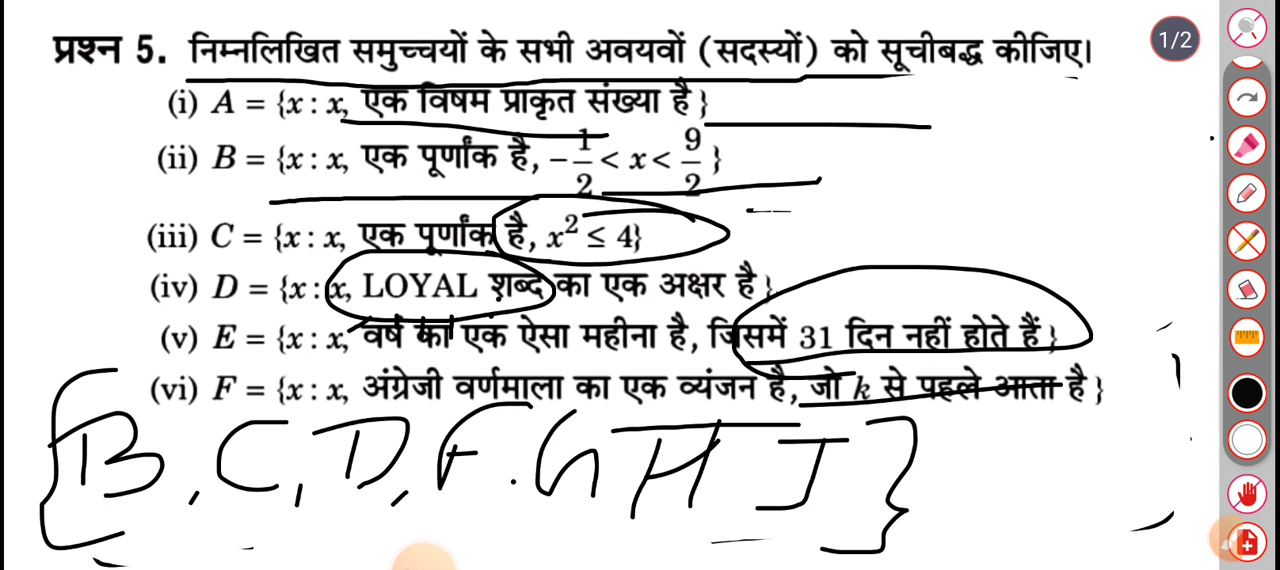 प्रश्न 5. निम्नलिखित समुच्चयों के सभी अवयवों (सदस्यों) को सूचीबद्ध कीजिए।
1/2
(i) A = {x : x, एक विषम प्राकृत संख्या है }
(ii) B = {x : x, एक पूर्णांक है, -1/2 < x < 9/2 }
(iii) C = {x : x, एक पूर्णांक है, x² ≤ 4}
(iv) D = {x : x, LOYAL शब्द का एक अक्षर है }
(v) E = {x : x, वर्ष का एक ऐसा महीना है, जिसमें 31 दिन नहीं होते हैं }
(vi) F = {x : x, अंग्रेजी वर्णमाला का एक व्यंजन है, जो k से पहले आता है }
{B, C, D, F. G H J}